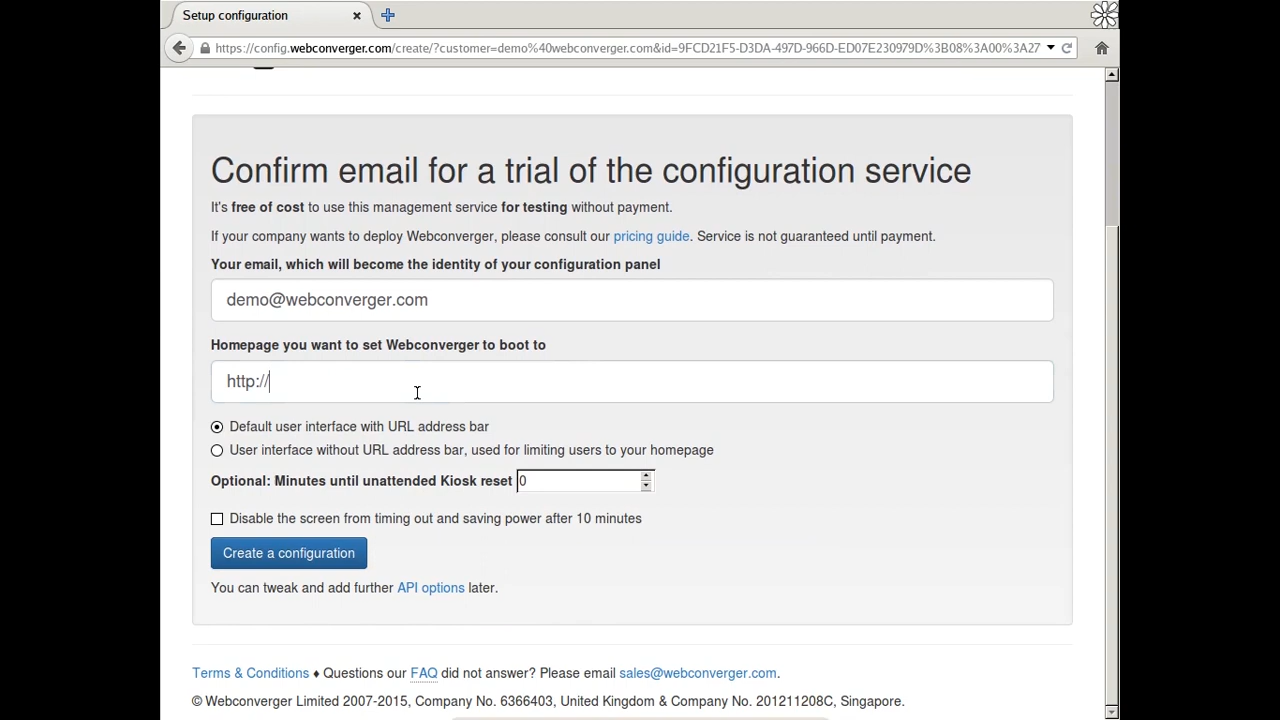 Setup configuration
https://config.webconverger.com/create/?customer=demo%40webconverger.com&id=9FCD21F5-D3DA-497D-966D-ED07E230979D%3B08%3A00%3A27
Confirm email for a trial of the configuration service
It's free of cost to use this management service for testing without payment.
If your company wants to deploy Webconverger, please consult our pricing guide. Service is not guaranteed until payment.
Your email, which will become the identity of your configuration panel
demo@webconverger.com
Homepage you want to set Webconverger to boot to
http://
Default user interface with URL address bar
User interface without URL address bar, used for limiting users to your homepage
Optional: Minutes until unattended Kiosk reset 0
Disable the screen from timing out and saving power after 10 minutes
Create a configuration
You can tweak and add further API options later.
Terms & Conditions ♦ Questions our FAQ did not answer? Please email sales@webconverger.com.
© Webconverger Limited 2007-2015, Company No. 6366403, United Kingdom & Company No. 201211208C, Singapore.